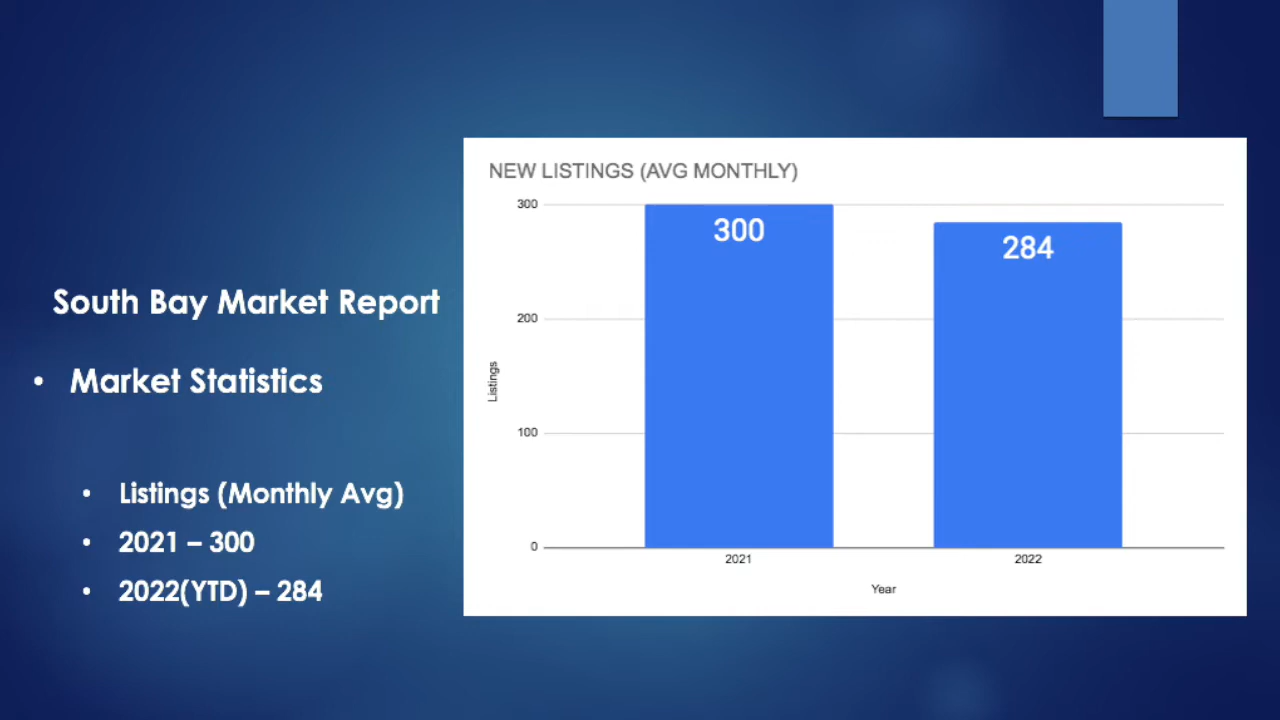 South Bay Market Report
• Market Statistics
• Listings (Monthly Avg)
• 2021 – 300
• 2022(YTD) – 284
NEW LISTINGS (AVG MONTHLY)
300
200
100
0
Listings
300
284
2021
2022
Year